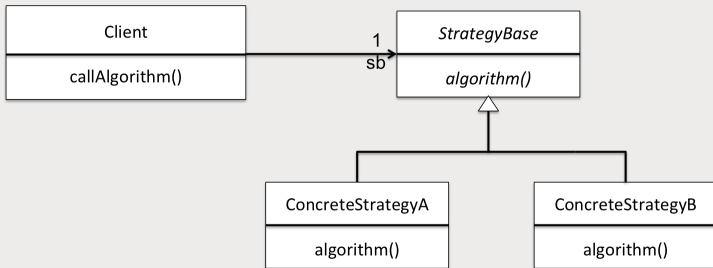 Client
callAlgorithm()
1
sb
StrategyBase
algorithm()
ConcreteStrategyA
algorithm()
ConcreteStrategyB
algorithm()